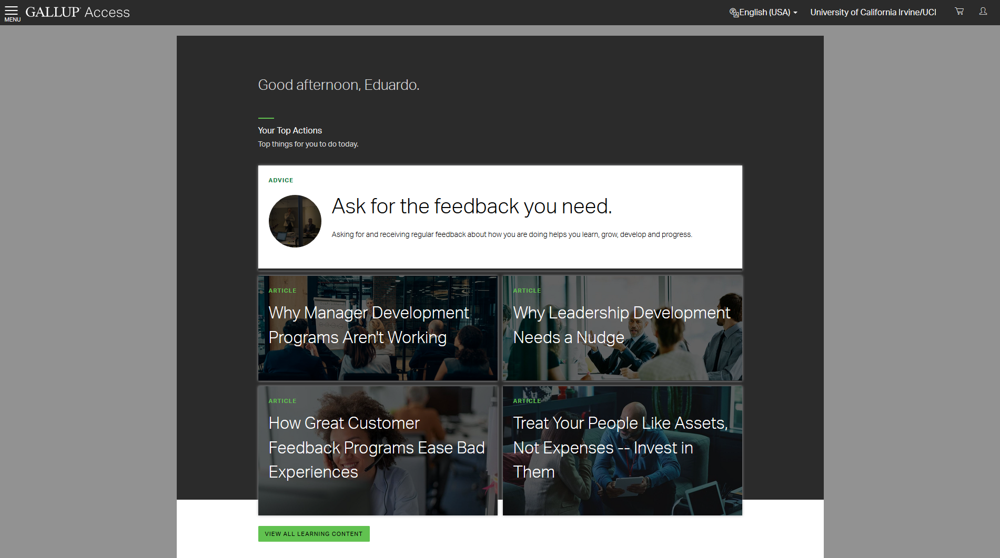 MENU
GALLUP® Access
English (USA)
University of California Irvine/UCI
Good afternoon, Eduardo.
Your Top Actions
Top things for you to do today.
ADVICE
Ask for the feedback you need.
Asking for and receiving regular feedback about how you are doing helps you learn, grow, develop and progress.
ARTICLE
Why Manager Development
Programs Aren't Working
ARTICLE
Why Leadership Development
Needs a Nudge
ARTICLE
How Great Customer
Feedback Programs Ease Bad
Experiences
ARTICLE
Treat Your People Like Assets,
Not Expenses -- Invest in
Them
VIEW ALL LEARNING CONTENT